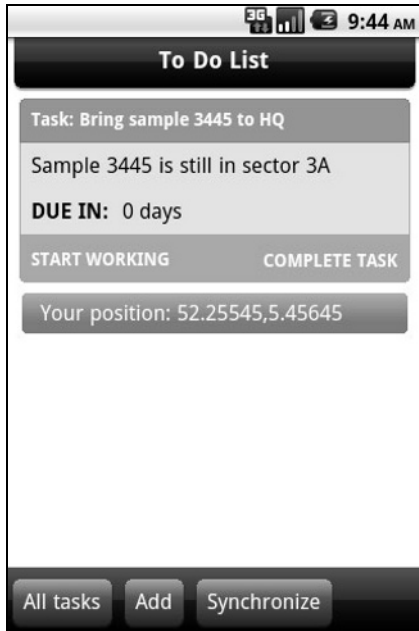 3G 9:44 AM
To Do List
Task: Bring sample 3445 to HQ
Sample 3445 is still in sector 3A
DUE IN: 0 days
START WORKING COMPLETE TASK
Your position: 52.25545,5.45645
All tasks Add Synchronize